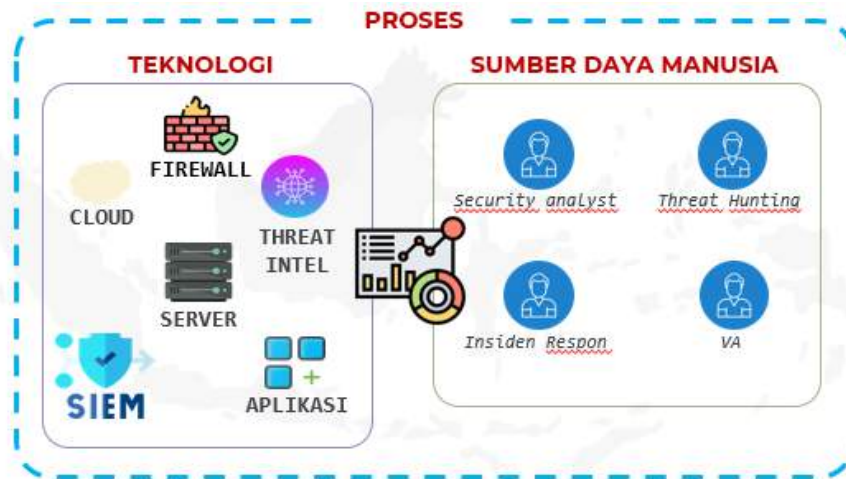 PROSES
TEKNOLOGI
FIREWALL
CLOUD
THREAT
INTEL
SERVER
SIEM
APLIKASI
SUMBER DAYA MANUSIA
Security analyst
Threat Hunting
Insiden Respon
VA